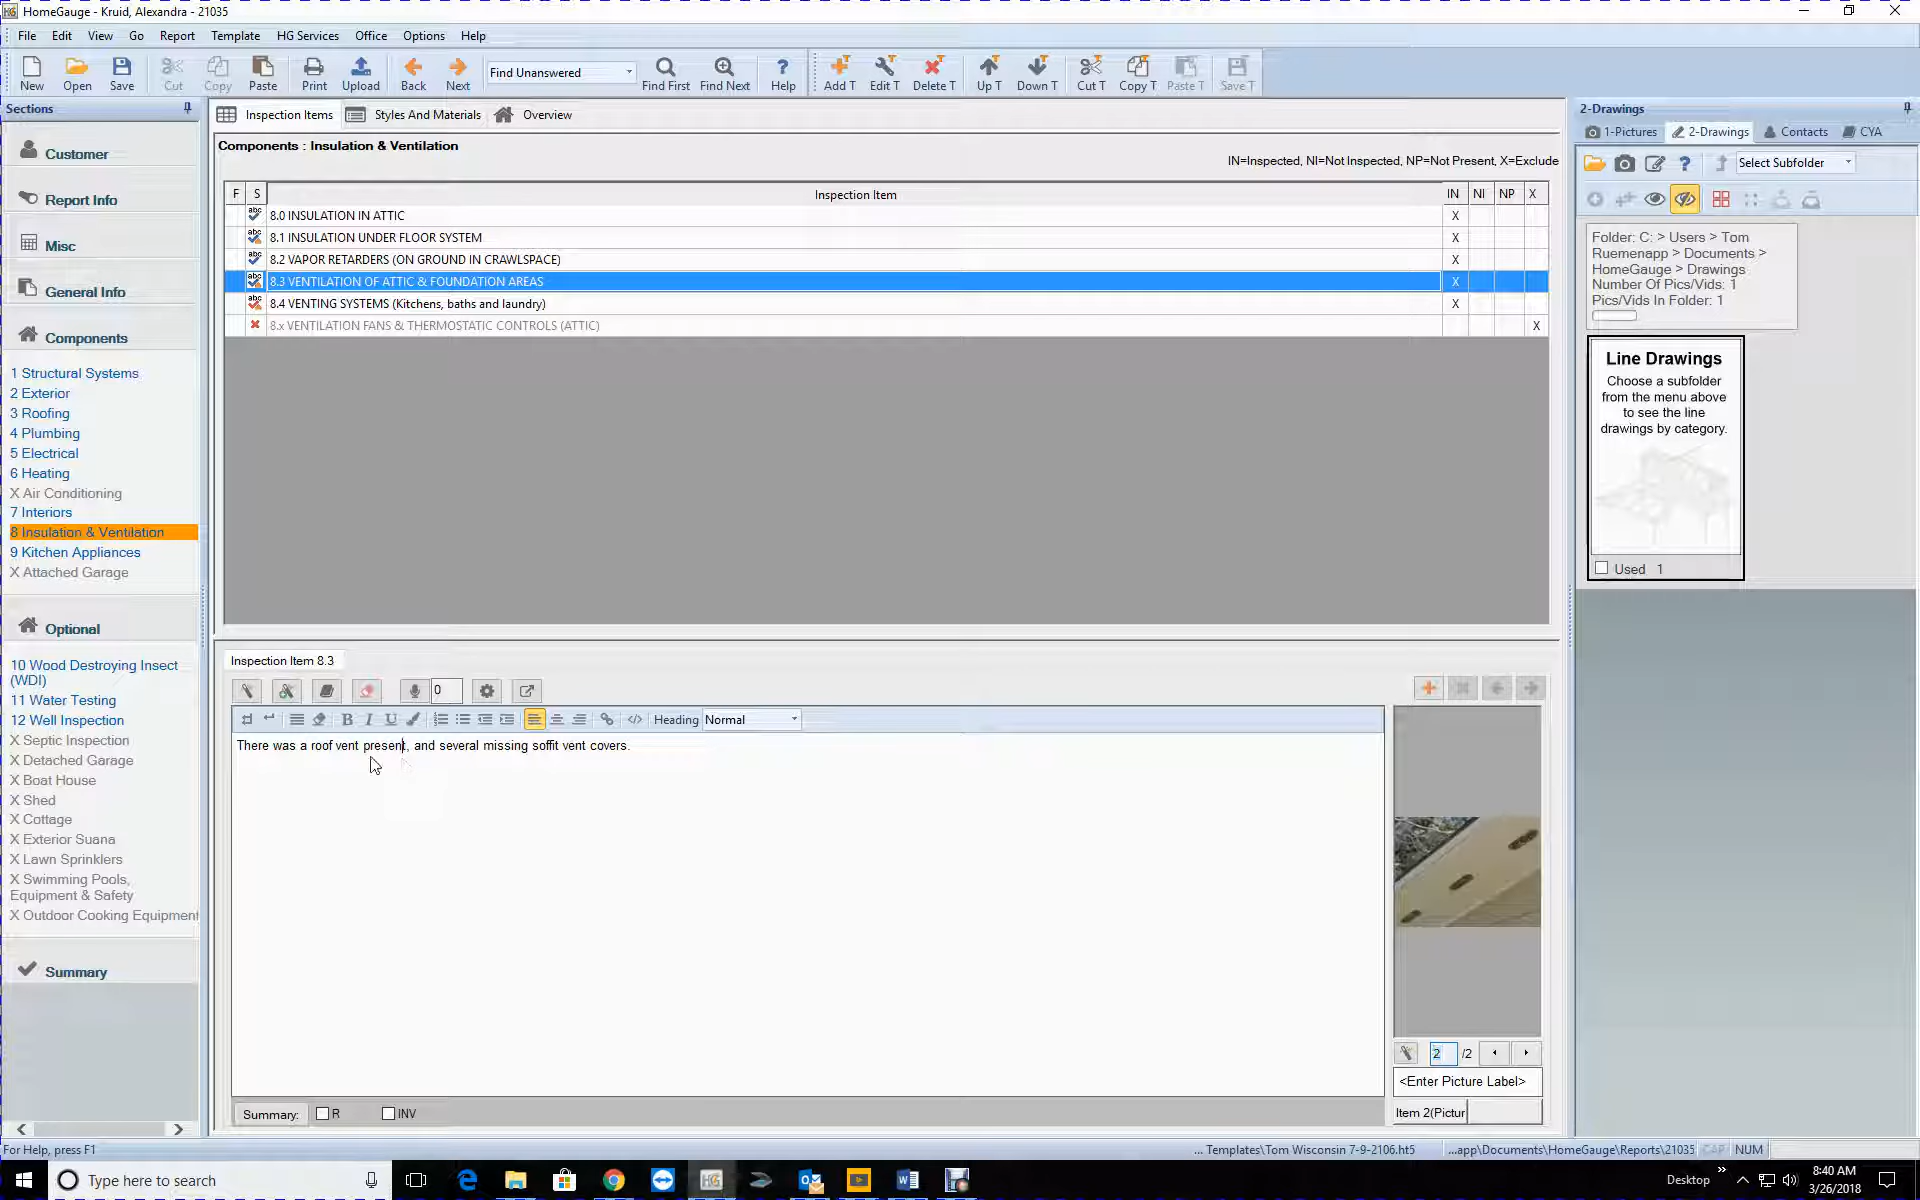 HomeGauge - Kruid, Alexandra - 21035
File Edit View Go Report Template HG Services Office Options Help
New Open Save Cut Copy Paste Print Upload Back Next Find Unanswered Find First Find Next Help Add T Edit T Delete T Up T Down T Cut T Copy T Paste T Save T
Sections
Customer
Report Info
Misc
General Info
Components
1 Structural Systems
2 Exterior
3 Roofing
4 Plumbing
5 Electrical
6 Heating
X Air Conditioning
7 Interiors
8 Insulation & Ventilation
9 Kitchen Appliances
X Attached Garage
Optional
10 Wood Destroying Insect
(WDI)
11 Water Testing
12 Well Inspection
X Septic Inspection
X Detached Garage
X Boat House
X Shed
X Cottage
X Exterior Suana
X Lawn Sprinklers
X Swimming Pools,
Equipment & Safety
X Outdoor Cooking Equipment
Summary
Inspection Items Styles And Materials Overview
Components : Insulation & Ventilation
IN=Inspected, NI=Not Inspected, NP=Not Present, X=Exclude
F S Inspection Item IN NI NP X
abc 8.0 INSULATION IN ATTIC X
abc 8.1 INSULATION UNDER FLOOR SYSTEM X
abc 8.2 VAPOR RETARDERS (ON GROUND IN CRAWLSPACE) X
abc 8.3 VENTILATION OF ATTIC & FOUNDATION AREAS X
abc 8.4 VENTING SYSTEMS (Kitchens, baths and laundry) X
8.x VENTILATION FANS & THERMOSTATIC CONTROLS (ATTIC) X
Inspection Item 8.3
0
B I U Heading Normal
There was a roof vent present, and several missing soffit vent covers.
2 /2
<Enter Picture Label>
Item 2(Pictur
Summary: R INV
2-Drawings
1-Pictures 2-Drawings Contacts CYA
Select Subfolder
Folder: C: > Users > Tom
Ruemenapp > Documents >
HomeGauge > Drawings
Number Of Pics/Vids: 1
Pics/Vids In Folder: 1
Line Drawings
Choose a subfolder
from the menu above
to see the line
drawings by category.
Used 1
For Help, press F1
... Templates\Tom Wisconsin 7-9-2106.ht5 ...app\Documents\HomeGauge\Reports\21035 CAP NUM
Type here to search
Desktop
8:40 AM
3/26/2018